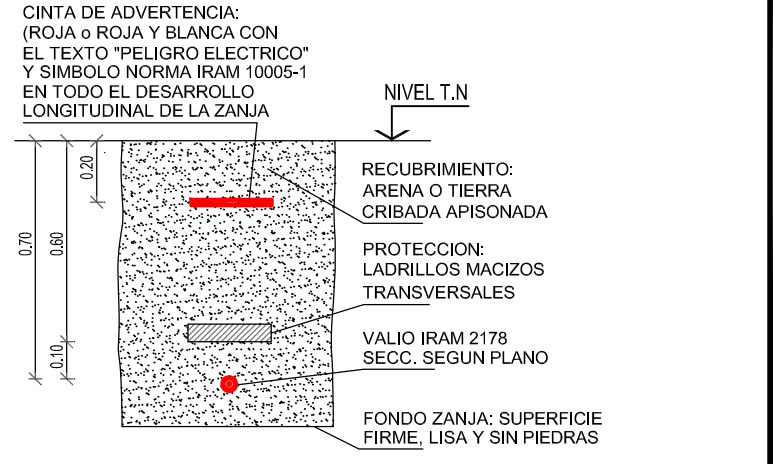 CINTA DE ADVERTENCIA:
(ROJA o ROJA Y BLANCA CON
EL TEXTO "PELIGRO ELECTRICO"
Y SIMBOLO NORMA IRAM 10005-1
EN TODO EL DESARROLLO
LONGITUDINAL DE LA ZANJA
NIVEL T.N
0.20
0.70
0.60
0.10
RECUBRIMIENTO:
ARENA O TIERRA
CRIBADA APISONADA
PROTECCION:
LADRILLOS MACIZOS
TRANSVERSALES
VALIO IRAM 2178
SECC. SEGUN PLANO
FONDO ZANJA: SUPERFICIE
FIRME, LISA Y SIN PIEDRAS